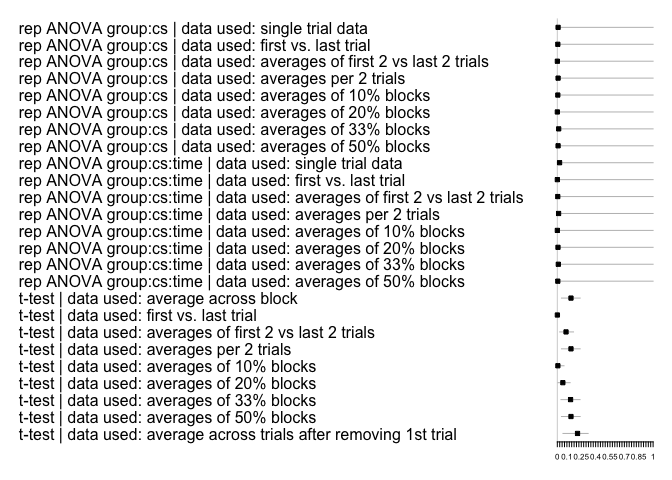 rep ANOVA group:cs | data used: single trial data
rep ANOVA group:cs | data used: first vs. last trial
rep ANOVA group:cs | data used: averages of first 2 vs last 2 trials
rep ANOVA group:cs | data used: averages per 2 trials
rep ANOVA group:cs | data used: averages of 10% blocks
rep ANOVA group:cs | data used: averages of 20% blocks
rep ANOVA group:cs | data used: averages of 33% blocks
rep ANOVA group:cs | data used: averages of 50% blocks
rep ANOVA group:cs:time | data used: single trial data
rep ANOVA group:cs:time | data used: first vs. last trial
rep ANOVA group:cs:time | data used: averages of first 2 vs last 2 trials
rep ANOVA group:cs:time | data used: averages per 2 trials
rep ANOVA group:cs:time | data used: averages of 10% blocks
rep ANOVA group:cs:time | data used: averages of 20% blocks
rep ANOVA group:cs:time | data used: averages of 33% blocks
rep ANOVA group:cs:time | data used: averages of 50% blocks
t-test | data used: average across block
t-test | data used: first vs. last trial
t-test | data used: averages of first 2 vs last 2 trials
t-test | data used: averages per 2 trials
t-test | data used: averages of 10% blocks
t-test | data used: averages of 20% blocks
t-test | data used: averages of 33% blocks
t-test | data used: averages of 50% blocks
t-test | data used: average across trials after removing 1st trial
0 0.1 0.25 0.4 0.55 0.7 0.85 1